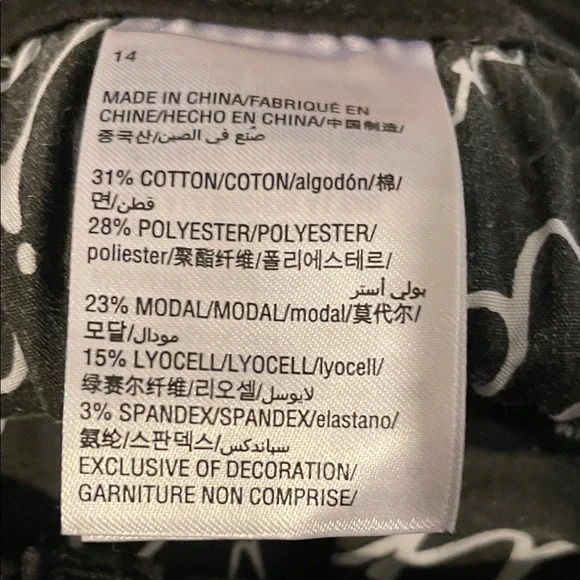 14
MADE IN CHINA/FABRIQUÉ EN
CHINE/HECHO EN CHINA/中国制造/
중국산/صنع في الصين
31% COTTON/COTON/algodón/棉/
면/قطن
28% POLYESTER/POLYESTER/
poliester/聚酯纤维/폴리에스테르/
بولي أستر
23% MODAL/MODAL/modal/莫代尔/
모달/مودال
15% LYOCELL/LYOCELL/lyocell/
绿赛尔纤维/리오셀/لايوسل
3% SPANDEX/SPANDEX/elastano/
氨纶/스판덱스/سباندكس
EXCLUSIVE OF DECORATION/
GARNITURE NON COMPRISE/